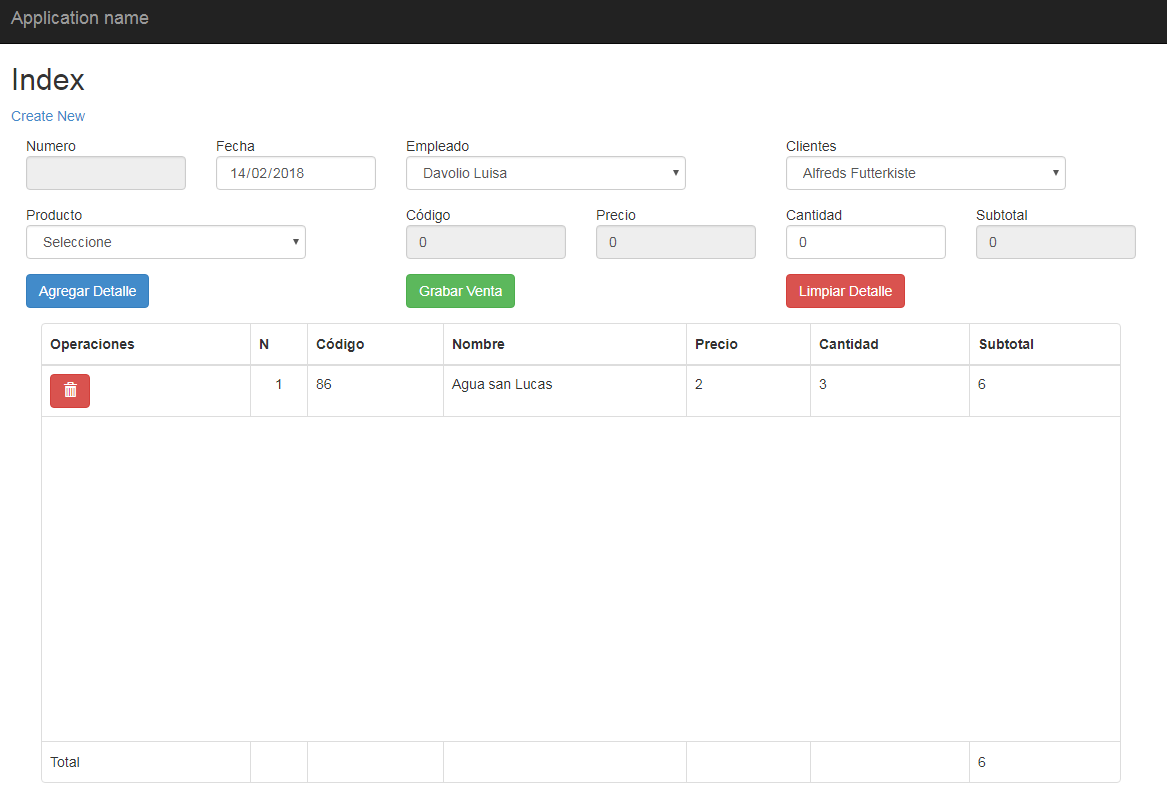 Application name
Index
Create New
Numero Fecha Empleado Clientes
14/02/2018 Davolio Luisa Alfreds Futterkiste
Producto Código Precio Cantidad Subtotal
Seleccione 0 0 0 0
Agregar Detalle Grabar Venta Limpiar Detalle
Operaciones N Código Nombre Precio Cantidad Subtotal
1 86 Agua san Lucas 2 3 6
Total 6